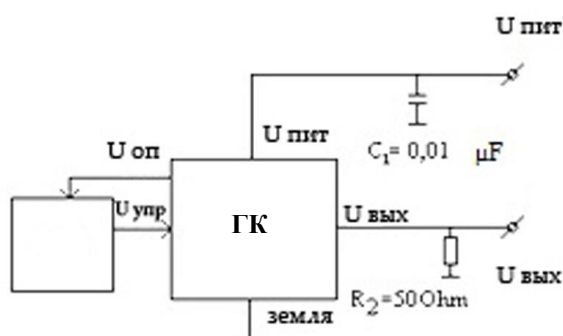 U пит
U пит
C₁= 0,01 µF
U оп
U упр
ГК
U вых
U вых
R₂=50Ohm
земля